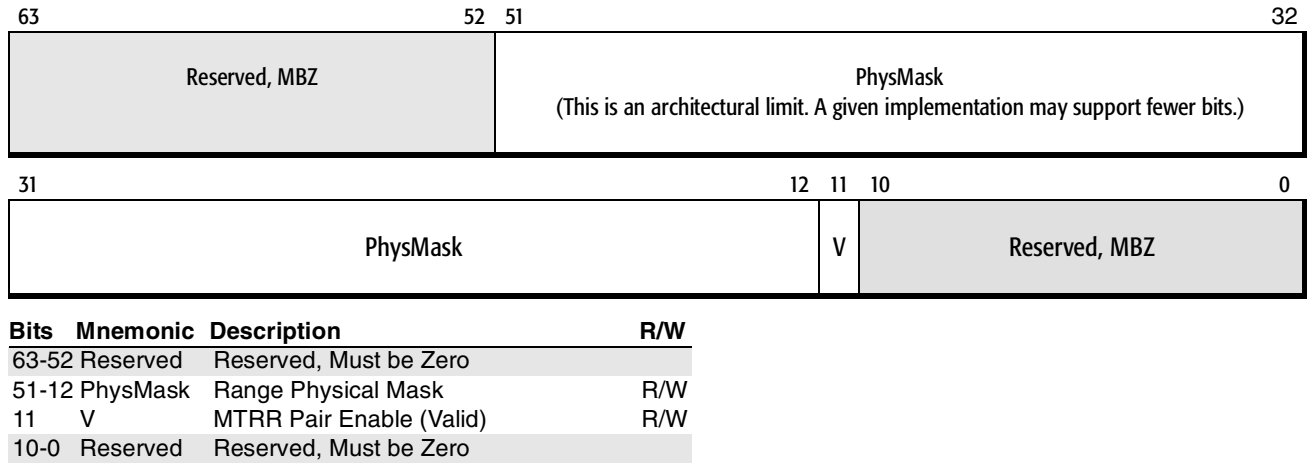 63 52 51 32
Reserved, MBZ PhysMask
(This is an architectural limit. A given implementation may support fewer bits.)
31 12 11 10 0
PhysMask V Reserved, MBZ
Bits Mnemonic Description R/W
63-52 Reserved Reserved, Must be Zero
51-12 PhysMask Range Physical Mask R/W
11 V MTRR Pair Enable (Valid) R/W
10-0 Reserved Reserved, Must be Zero